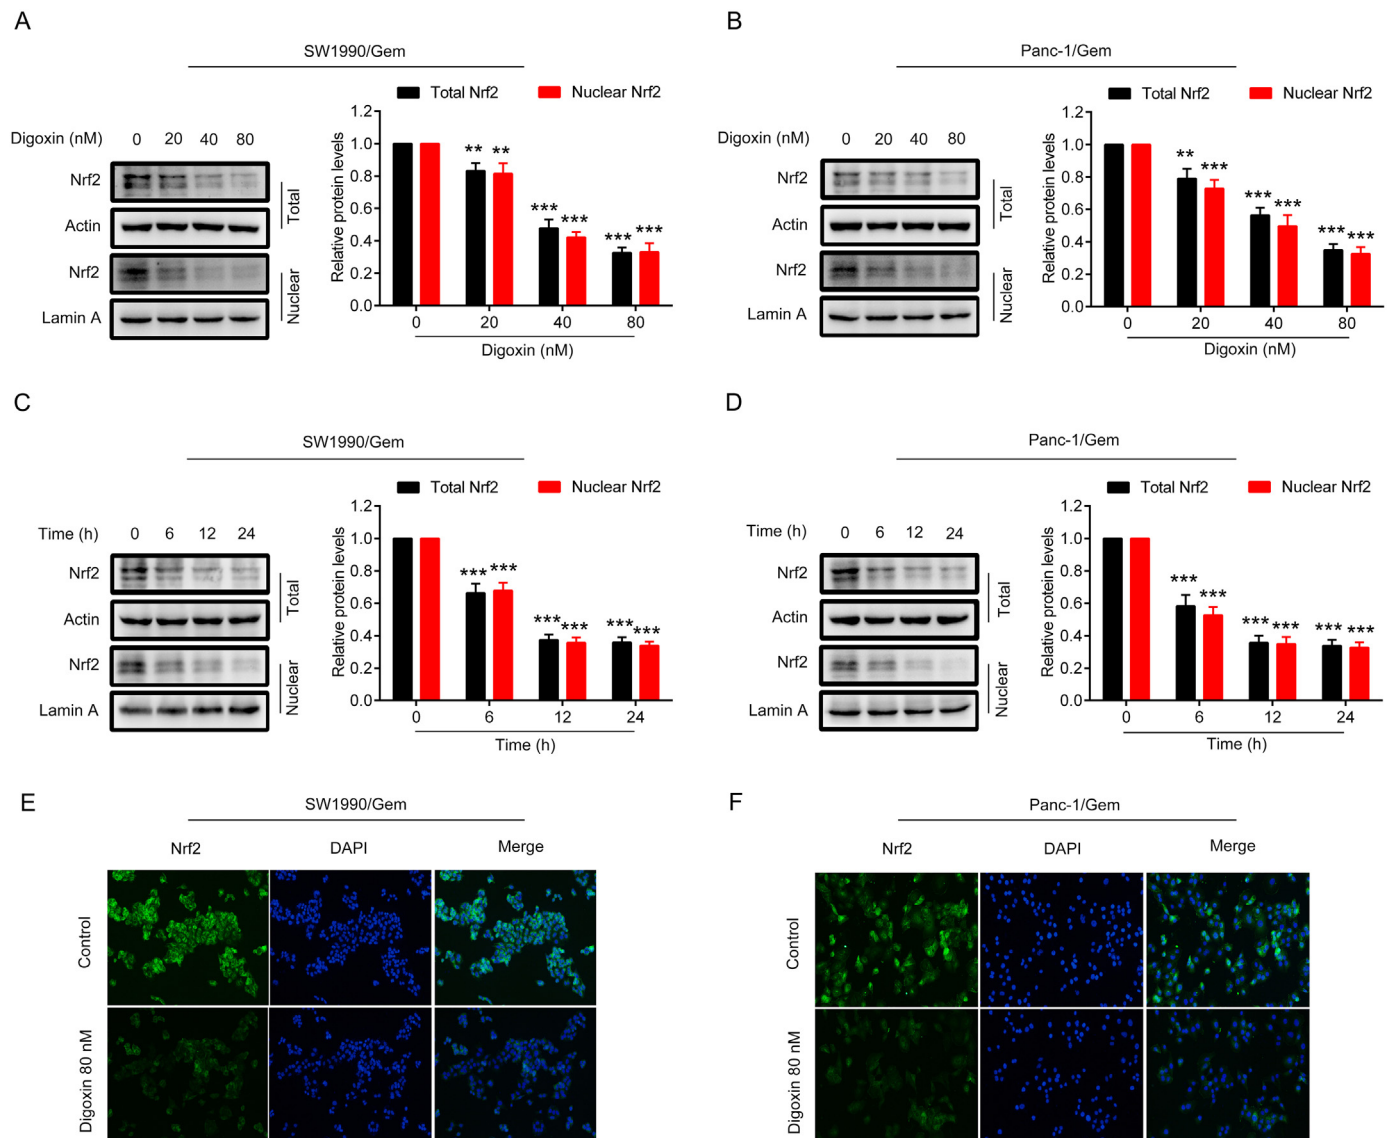 A
SW1990/Gem
Total Nrf2 Nuclear Nrf2
Digoxin (nM) 0 20 40 80
Nrf2
Actin
Total
Nrf2
Lamin A
Nuclear
Relative protein levels
1.2
1.0
0.8
0.6
0.4
0.2
0.0
** **
*** ***
*** ***
0 20 40 80
Digoxin (nM)
B
Panc-1/Gem
Total Nrf2 Nuclear Nrf2
Digoxin (nM) 0 20 40 80
Nrf2
Actin
Total
Nrf2
Lamin A
Nuclear
Relative protein levels
1.2
1.0
0.8
0.6
0.4
0.2
0.0
** ***
*** ***
*** ***
0 20 40 80
Digoxin (nM)
C
SW1990/Gem
Total Nrf2 Nuclear Nrf2
Time (h) 0 6 12 24
Nrf2
Actin
Total
Nrf2
Lamin A
Nuclear
Relative protein levels
1.2
1.0
0.8
0.6
0.4
0.2
0.0
*** ***
*** ***
*** ***
0 6 12 24
Time (h)
D
Panc-1/Gem
Total Nrf2 Nuclear Nrf2
Time (h) 0 6 12 24
Nrf2
Actin
Total
Nrf2
Lamin A
Nuclear
Relative protein levels
1.2
1.0
0.8
0.6
0.4
0.2
0.0
*** ***
*** ***
*** ***
0 6 12 24
Time (h)
E
SW1990/Gem
Nrf2 DAPI Merge
Control
Digoxin 80 nM
F
Panc-1/Gem
Nrf2 DAPI Merge
Control
Digoxin 80 nM